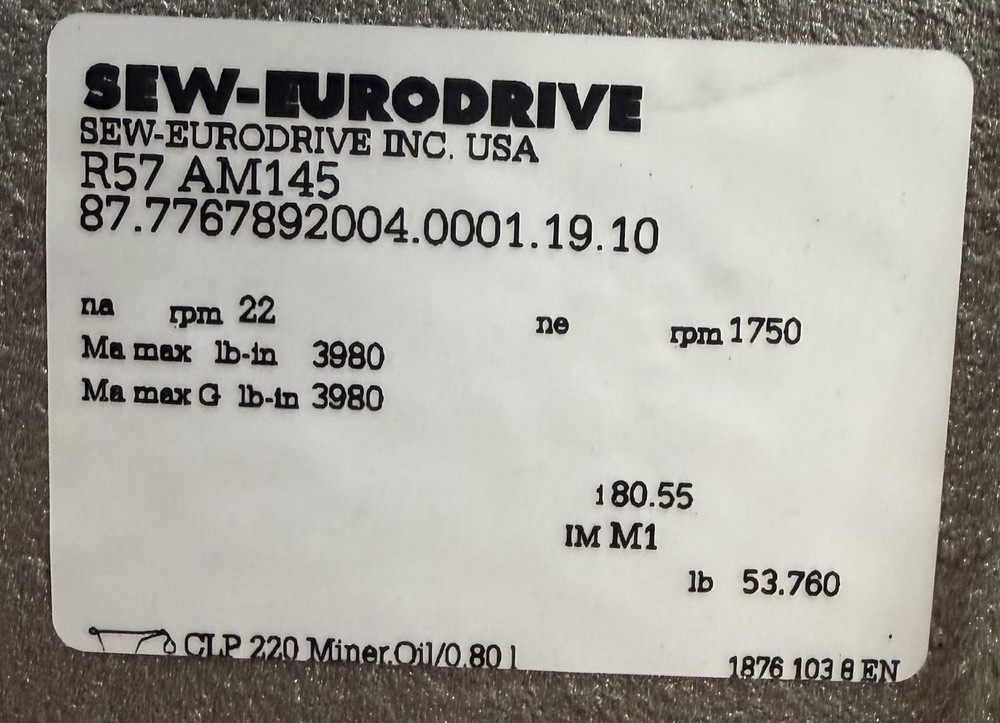 SEW-EURODRIVE
SEW-EURODRIVE INC. USA
R57 AM145
87.7767892004.0001.19.10
na rpm 22 ne rpm 1750
Ma max lb-in 3980
Ma max G lb-in 3980
i 80.55
IM M1
lb 53.760
CLP 220 Miner.Oil/0.80 l 1876 103 8 EN